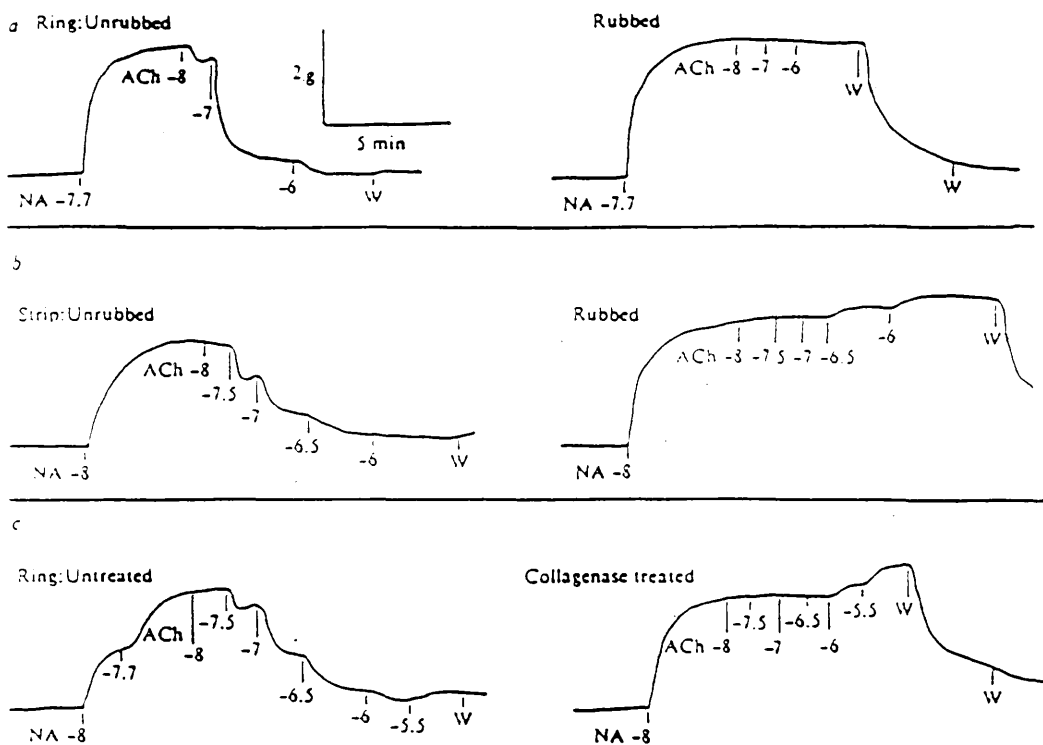 a Ring:Unrubbed
Rubbed
ACh -8
-7
-6
W
NA -7.7
2 g
5 min
ACh -8 -7 -6
W
W
NA -7.7
b
Strip:Unrubbed
Rubbed
ACh -8
-7.5
-7
-6.5
-6
W
NA -8
ACh -8 -7.5 -7 -6.5
-6
W
NA -8
c
Ring:Untreated
Collagenase treated
-7.7
ACh
-8
-7.5
-7
-6.5
-6
-5.5
W
NA -8
ACh -8
-7.5
-7
-6.5
-6
-5.5
W
W
NA -8